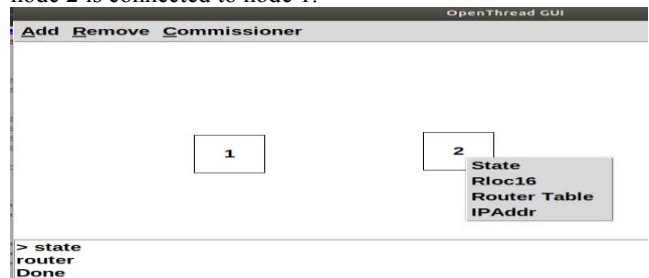 node 2 is connected to node 1.
OpenThread GUI
Add Remove Commissioner
1
2
State
Rloc16
Router Table
IPAddr
> state
router
Done